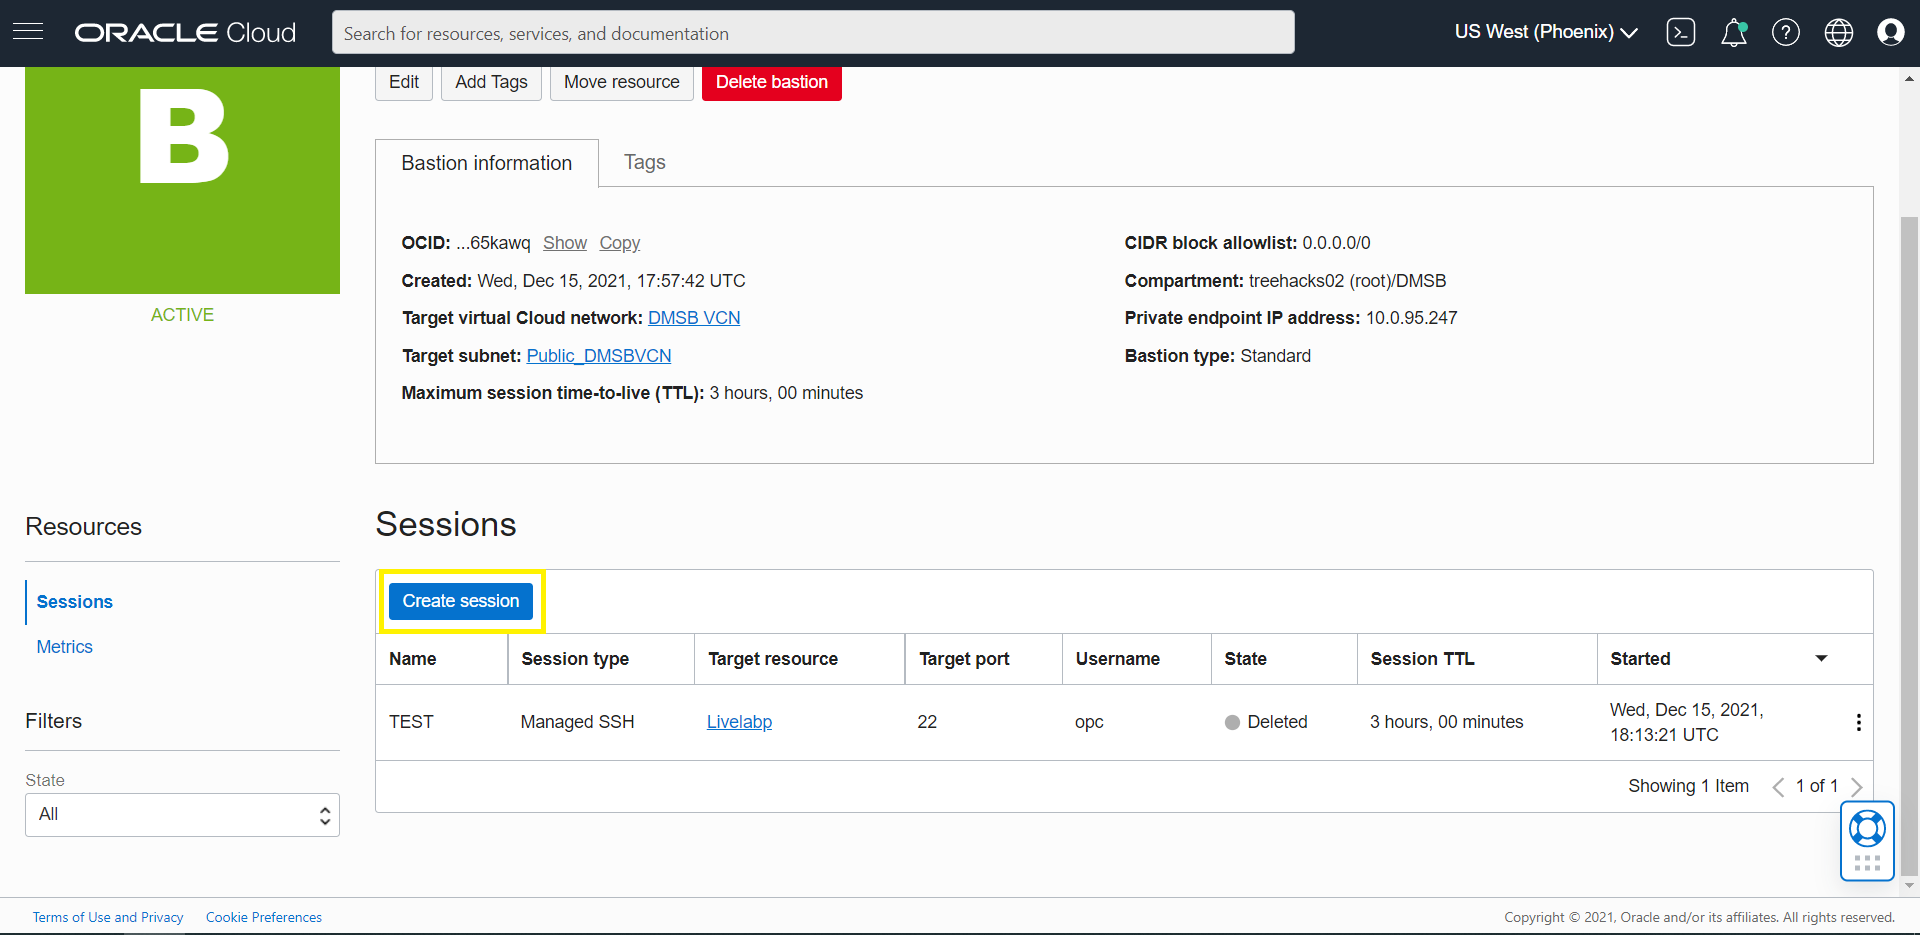 ORACLE Cloud
Search for resources, services, and documentation
US West (Phoenix)
B
ACTIVE
Edit
Add Tags
Move resource
Delete bastion
Bastion information
Tags
OCID: ...65kawq Show Copy
Created: Wed, Dec 15, 2021, 17:57:42 UTC
Target virtual Cloud network: DMSB VCN
Target subnet: Public_DMSBVCN
Maximum session time-to-live (TTL): 3 hours, 00 minutes
CIDR block allowlist: 0.0.0.0/0
Compartment: treehacks02 (root)/DMSB
Private endpoint IP address: 10.0.95.247
Bastion type: Standard
Resources
Sessions
Metrics
Filters
State
All
Sessions
Create session
Name Session type Target resource Target port Username State Session TTL Started
TEST Managed SSH Livelabp 22 opc Deleted 3 hours, 00 minutes Wed, Dec 15, 2021,
18:13:21 UTC
Showing 1 Item 1 of 1
Terms of Use and Privacy Cookie Preferences
Copyright © 2021, Oracle and/or its affiliates. All rights reserved.